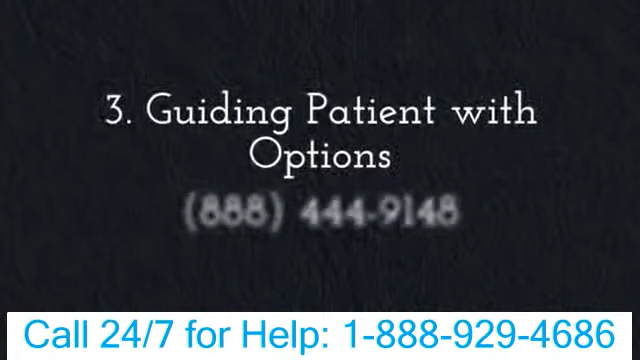 3. Guiding Patient with
Options
(888) 444-9148
Call 24/7 for Help: 1-888-929-4686